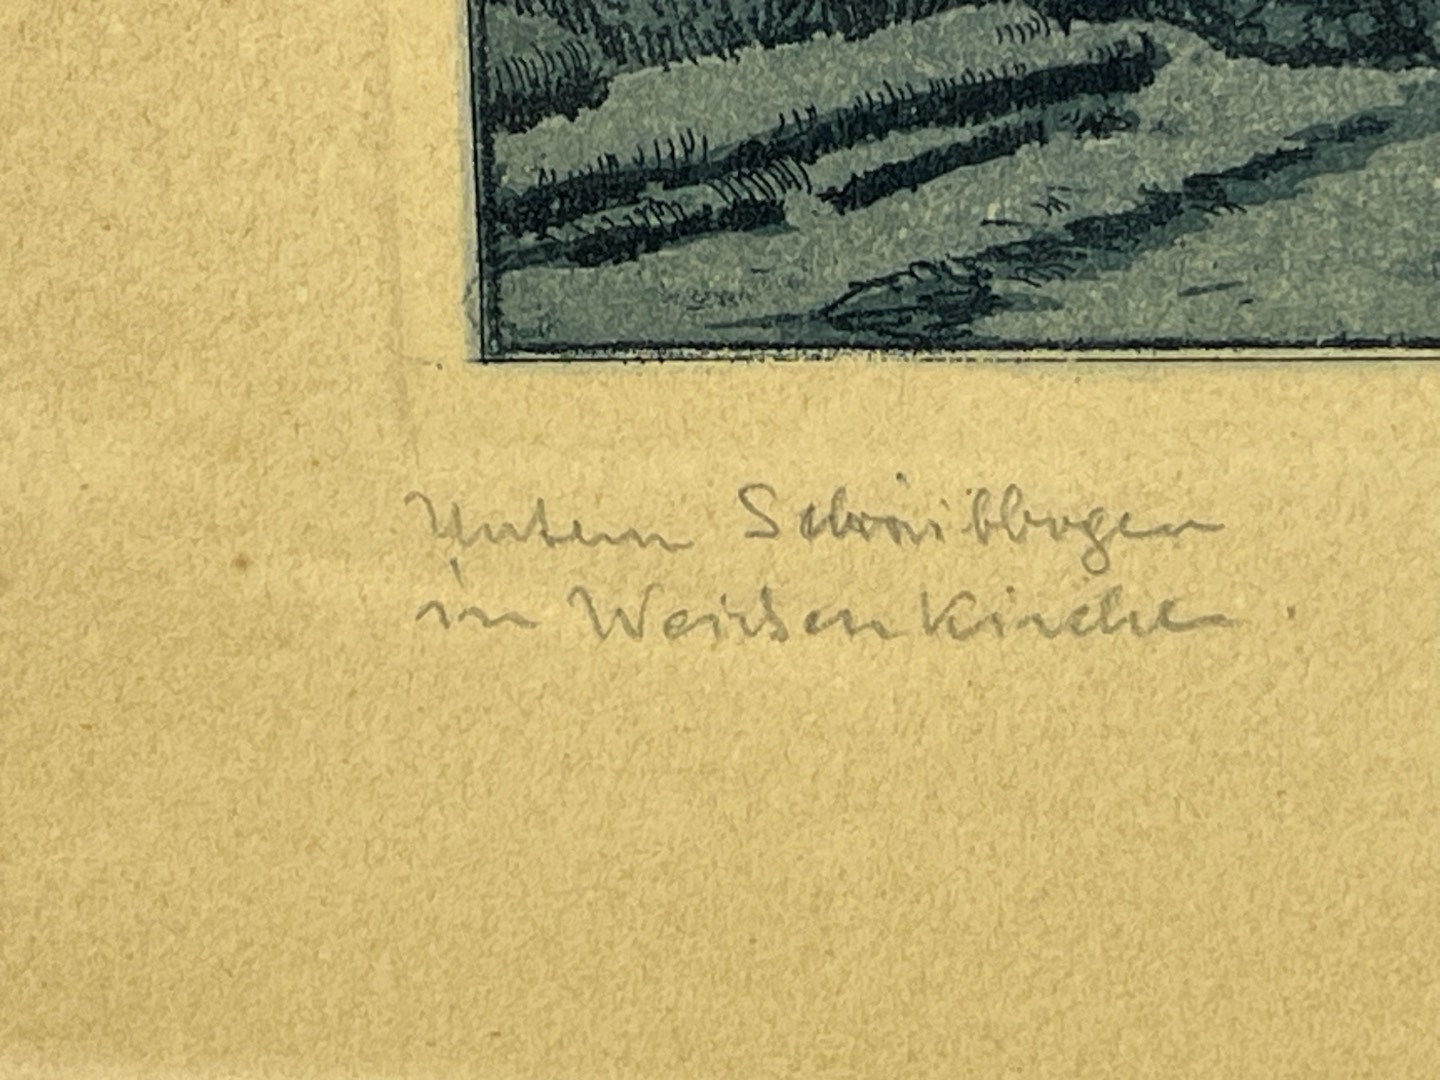 Unterm Schwibbogen
in Weissenkirchen